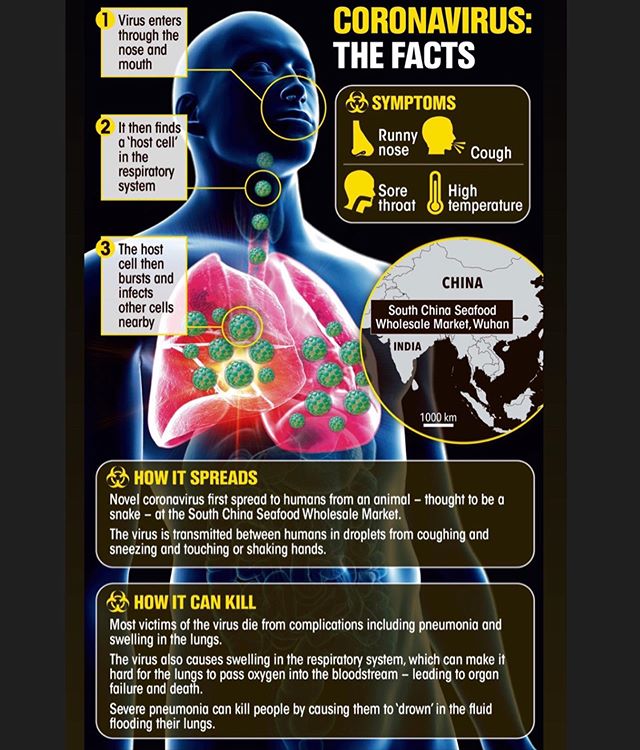 CORONAVIRUS:
THE FACTS
1 Virus enters
through the
nose and
mouth
2 It then finds
a 'host cell'
in the
respiratory
system
3 The host
cell then
bursts and
infects
other cells
nearby
SYMPTOMS
Runny
nose
Cough
Sore
throat
High
temperature
CHINA
South China Seafood
Wholesale Market, Wuhan
INDIA
1000 km
HOW IT SPREADS
Novel coronavirus first spread to humans from an animal – thought to be a
snake – at the South China Seafood Wholesale Market.
The virus is transmitted between humans in droplets from coughing and
sneezing and touching or shaking hands.
HOW IT CAN KILL
Most victims of the virus die from complications including pneumonia and
swelling in the lungs.
The virus also causes swelling in the respiratory system, which can make it
hard for the lungs to pass oxygen into the bloodstream – leading to organ
failure and death.
Severe pneumonia can kill people by causing them to 'drown' in the fluid
flooding their lungs.